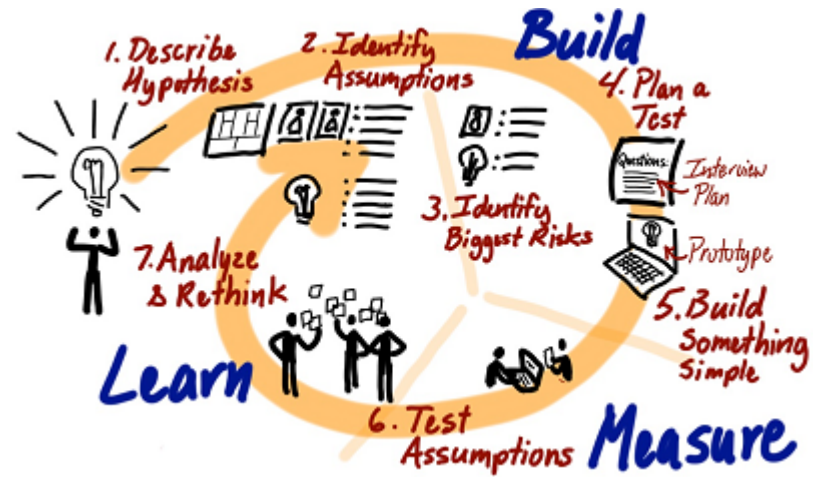 1. Describe
Hypothesis
2. Identify
Assumptions
Build
4. Plan a
Test
Questions:
Interview
Plan
3. Identify
Biggest Risks
Prototype
7. Analyze
& Rethink
5. Build
Something
Simple
Learn
6. Test
Assumptions
Measure